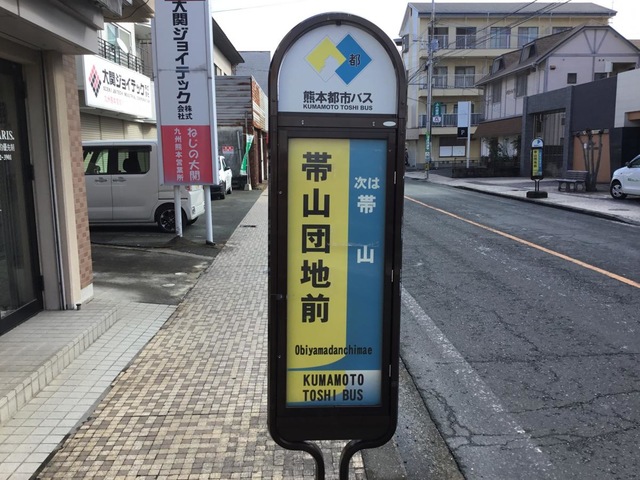 都
熊本都市バス
KUMAMOTO TOSHI BUS
帯山団地前
次は
帯山
Obiyamadanchimae
KUMAMOTO
TOSHI BUS
大関ジョイテック株式会社
九州熊本営業所
ねじの大関
大関ジョイテック